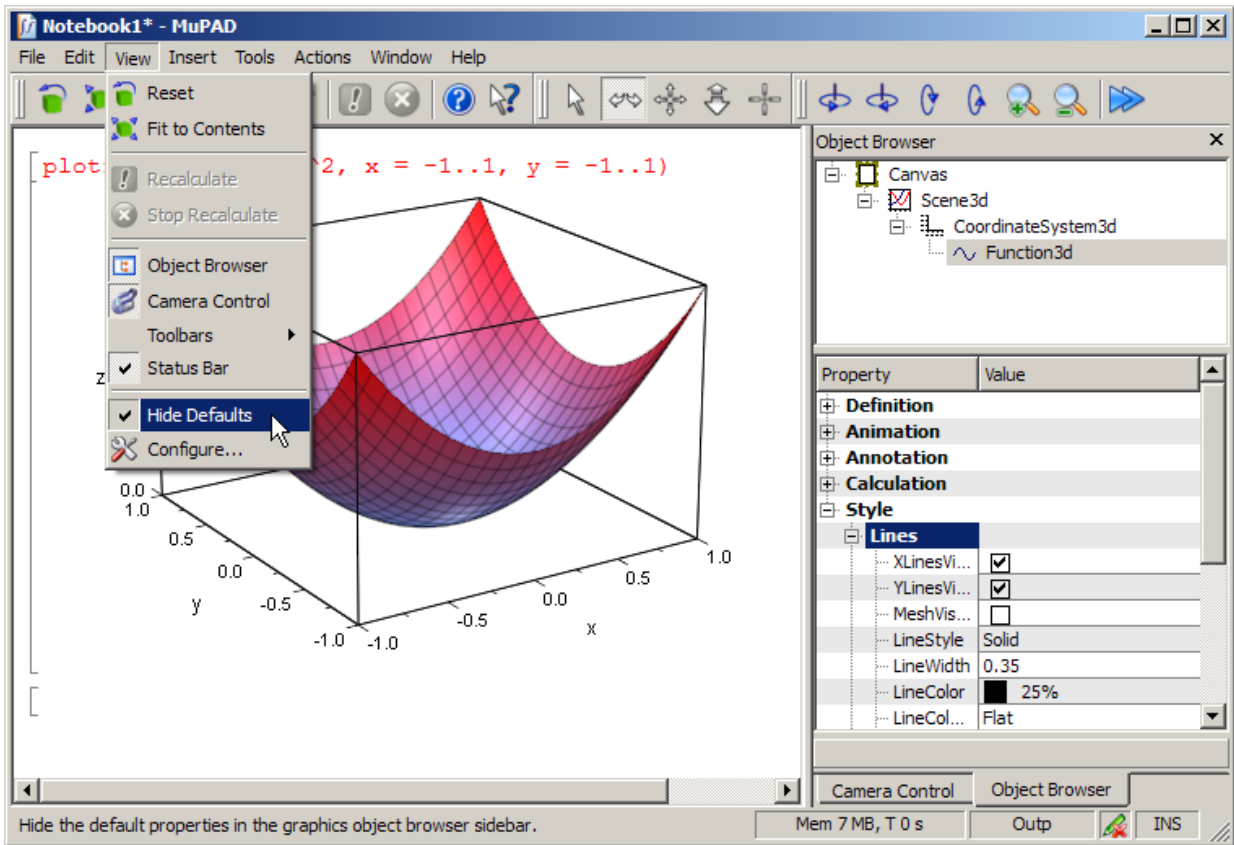 Notebook1* - MuPAD
File Edit View Insert Tools Actions Window Help
Reset
Fit to Contents
Recalculate
Stop Recalculate
Object Browser
Camera Control
Toolbars
Status Bar
Hide Defaults
Configure...
plot
^2, x = -1..1, y = -1..1)
z
0.0
1.0
0.5
0.0
y
-0.5
-1.0
-1.0
-0.5
0.0
x
0.5
1.0
Object Browser
Canvas
Scene3d
CoordinateSystem3d
Function3d
Property Value
Definition
Animation
Annotation
Calculation
Style
Lines
XLinesVi...
YLinesVi...
MeshVis...
LineStyle Solid
LineWidth 0.35
LineColor 25%
LineCol... Flat
Camera Control Object Browser
Hide the default properties in the graphics object browser sidebar.
Mem 7 MB, T 0 s Outp INS